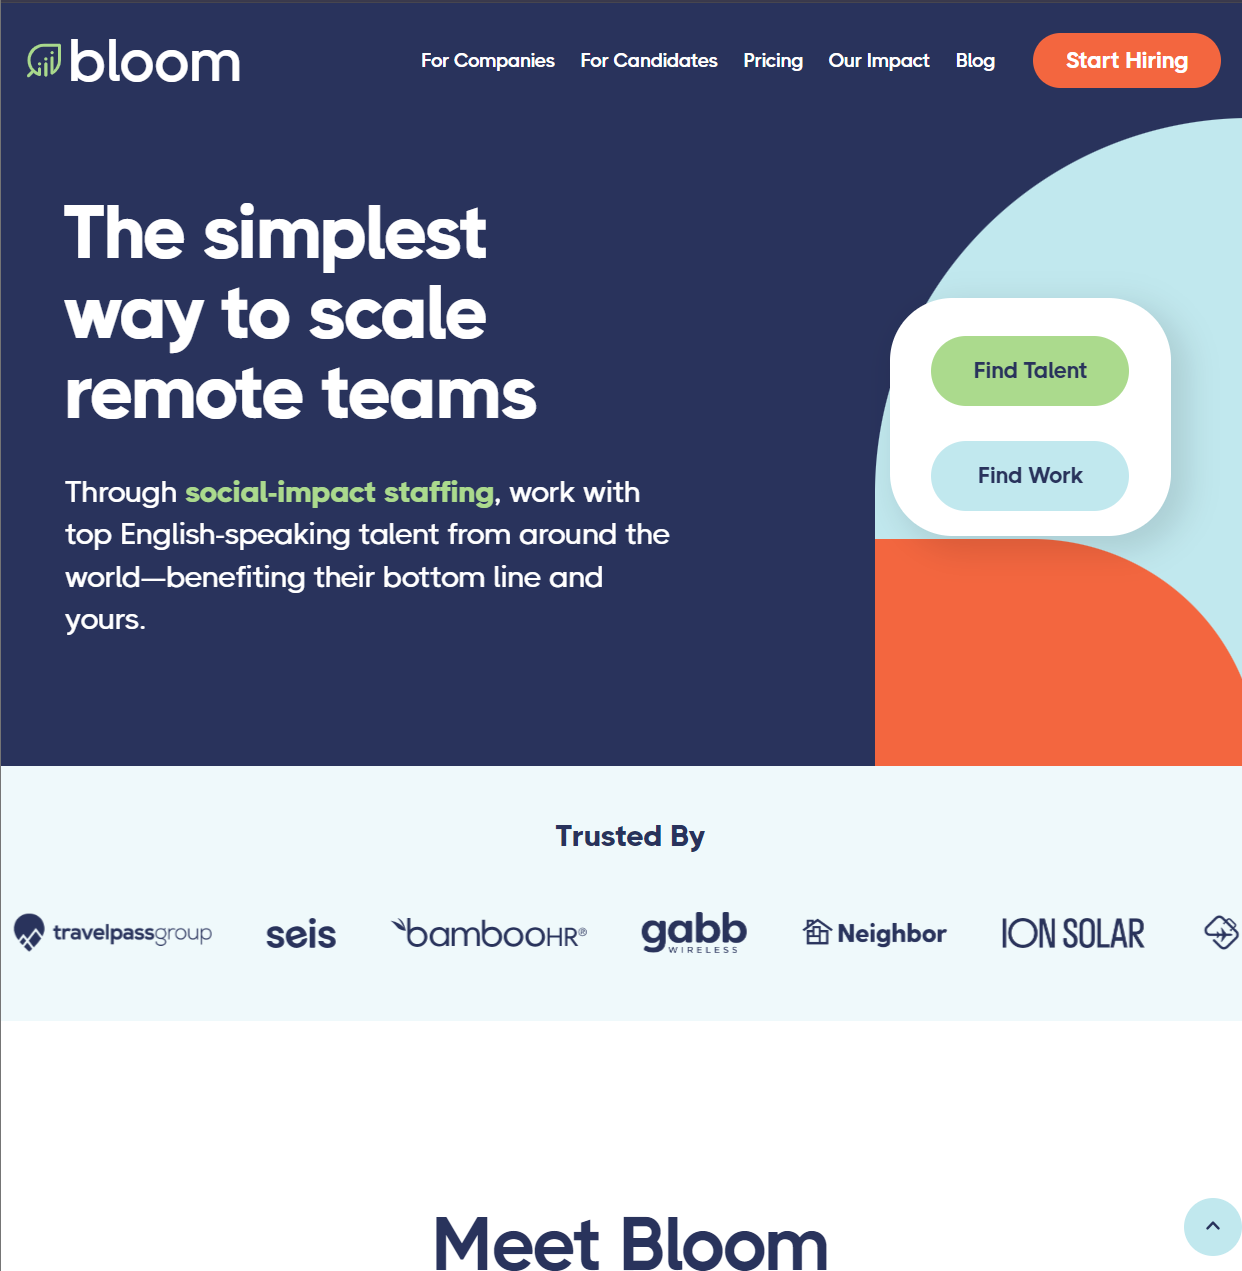 bloom
For Companies For Candidates Pricing Our Impact Blog Start Hiring
The simplest
way to scale
remote teams
Through social-impact staffing, work with
top English-speaking talent from around the
world—benefiting their bottom line and
yours.
Find Talent
Find Work
Trusted By
travelpassgroup seis bambooHR® gabb WIRELESS Neighbor ION SOLAR
Meet Bloom